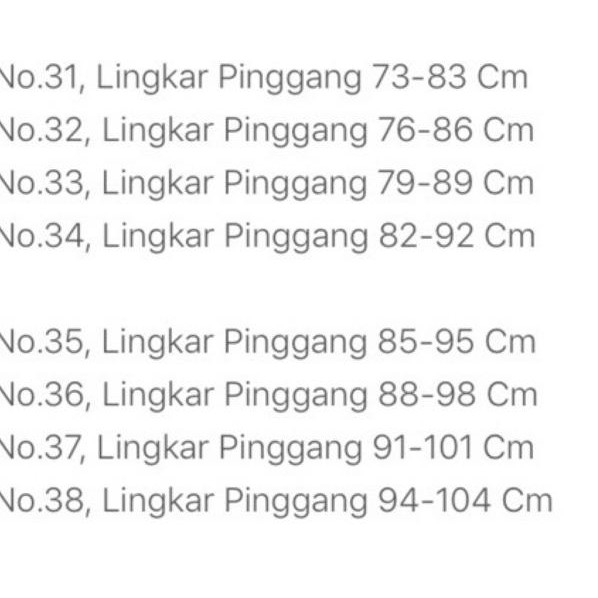 No.31, Lingkar Pinggang 73-83 Cm
No.32, Lingkar Pinggang 76-86 Cm
No.33, Lingkar Pinggang 79-89 Cm
No.34, Lingkar Pinggang 82-92 Cm
No.35, Lingkar Pinggang 85-95 Cm
No.36, Lingkar Pinggang 88-98 Cm
No.37, Lingkar Pinggang 91-101 Cm
No.38, Lingkar Pinggang 94-104 Cm